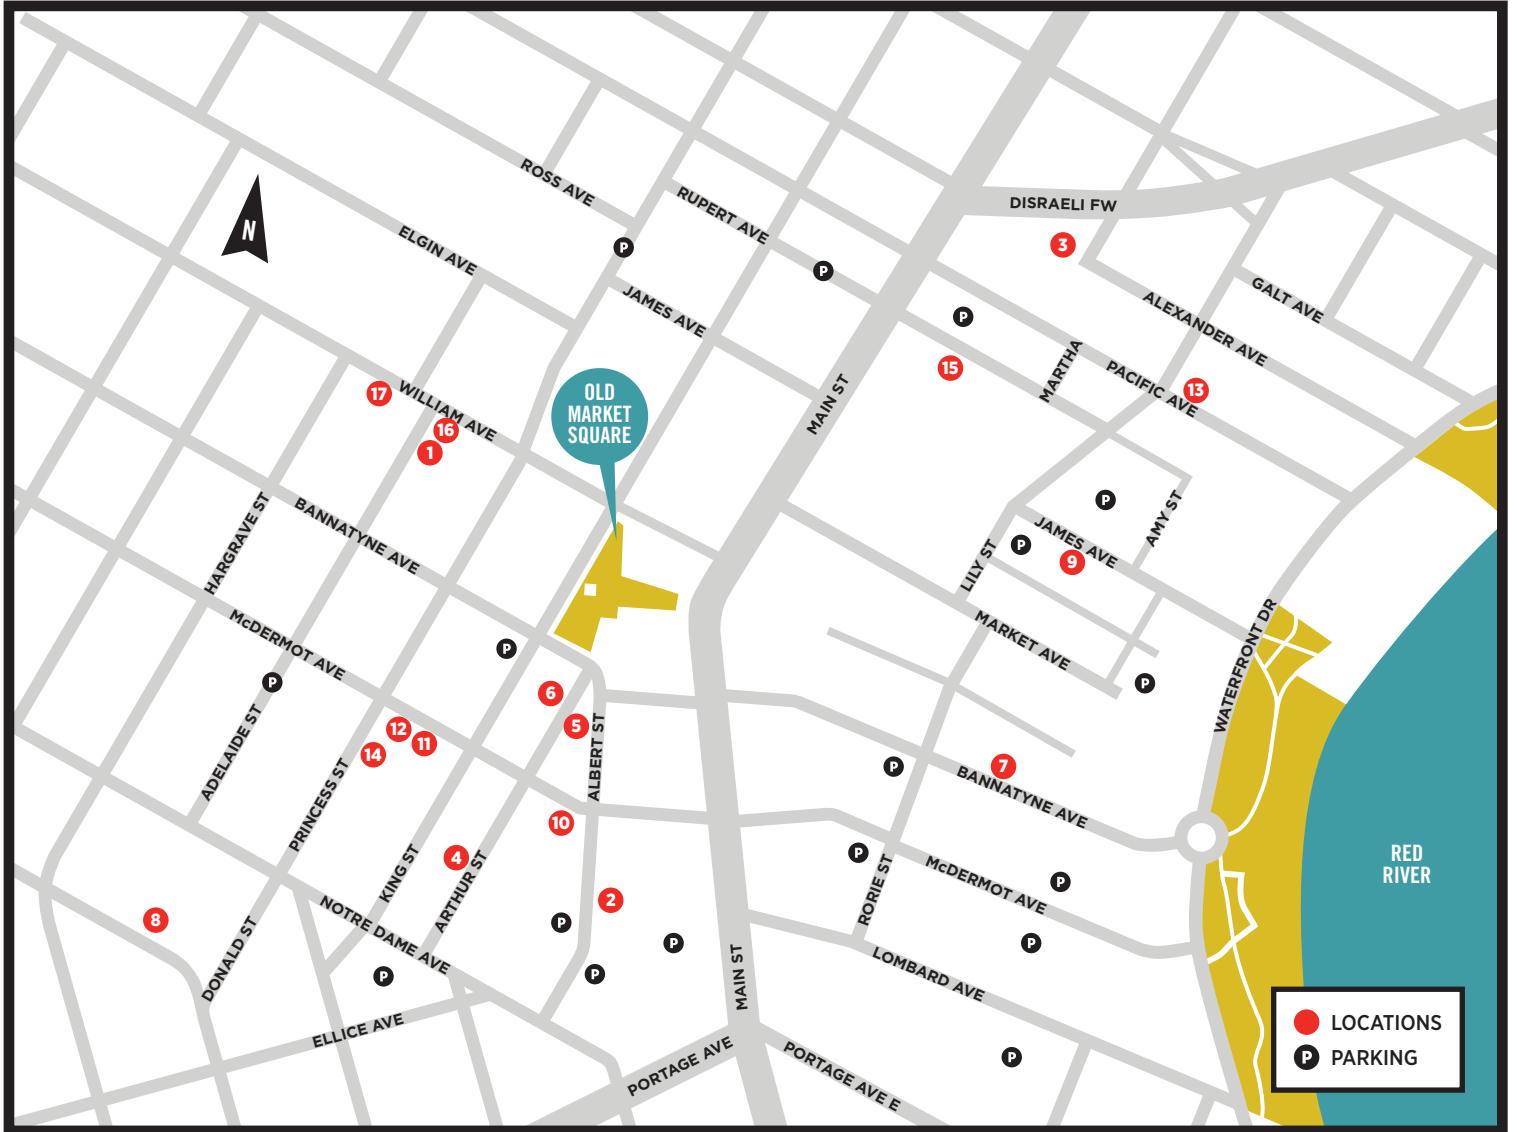 ROSS AVE
RUPERT AVE
DISRAELI FW
N
ELGIN AVE
P
3
P
JAMES AVE
GALT AVE
ALEXANDER AVE
P
MARTHA
15
PACIFIC AVE
13
17
WILLIAM AVE
OLD
MARKET
SQUARE
MAIN ST
16
1
HARGRAVE ST
BANNATYNE AVE
P
AMY ST
JAMES AVE
P
9
LILY ST
McDERMOT AVE
P
MARKET AVE
WATERFRONT DR
P
6
P
ADELAIDE ST
12
11
14
5
ALBERT ST
P
7
BANNATYNE AVE
PRINCESS ST
10
4
KING ST
ARTHUR ST
P
RORIE ST
McDERMOT AVE
P
RED
RIVER
8
DONALD ST
NOTRE DAME AVE
2
P
P
P
P
P
MAIN ST
LOMBARD AVE
ELLICE AVE
PORTAGE AVE
PORTAGE AVE E
P
LOCATIONS
P PARKING